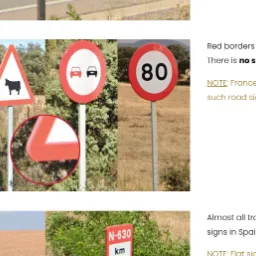 80
Red borders
There is no s
NOTE: France
such road si
N-630
km
Almost all tr
signs in Spai
NOTE: Flat sig